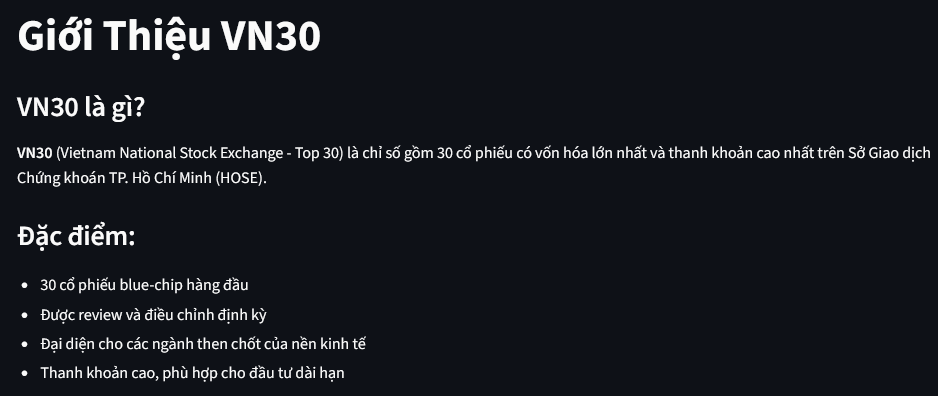 Giới Thiệu VN30
VN30 là gì?
VN30 (Vietnam National Stock Exchange - Top 30) là chỉ số gồm 30 cổ phiếu có vốn hóa lớn nhất và thanh khoản cao nhất trên Sở Giao dịch
Chứng khoán TP. Hồ Chí Minh (HOSE).
Đặc điểm:
• 30 cổ phiếu blue-chip hàng đầu
• Được review và điều chỉnh định kỳ
• Đại diện cho các ngành then chốt của nền kinh tế
• Thanh khoản cao, phù hợp cho đầu tư dài hạn